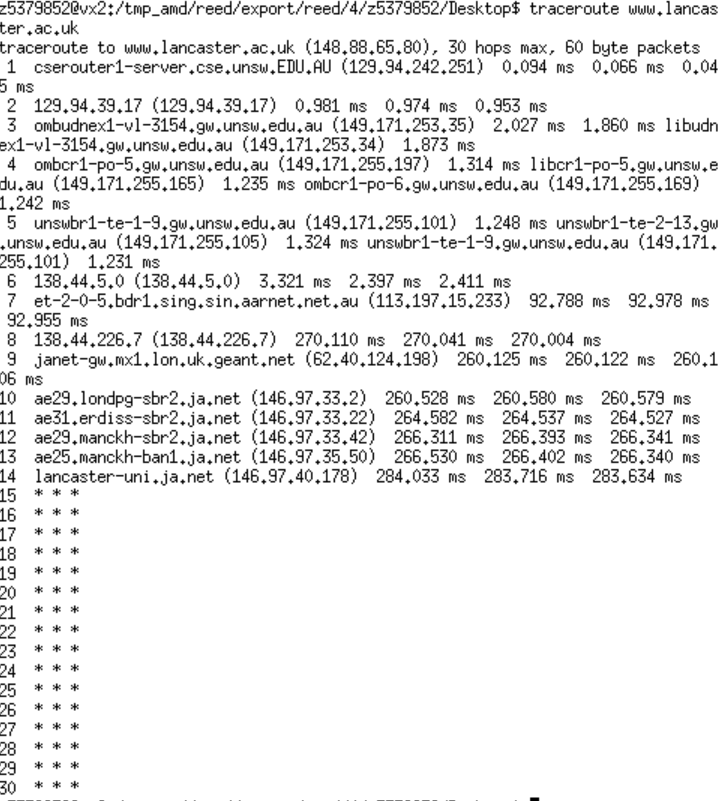 z5379852@vx2:/tmp_amd/reed/export/reed/4/z5379852/Desktop$ traceroute www.lancas
ter.ac.uk
traceroute to www.lancaster.ac.uk (148.88.65.80), 30 hops max, 60 byte packets
 1  cserouter1-server.cse.unsw.EDU.AU (129.94.242.251)  0.094 ms  0.066 ms  0.04
5 ms
 2  129.94.39.17 (129.94.39.17)  0.981 ms  0.974 ms  0.953 ms
 3  ombudnex1-vl-3154.gw.unsw.edu.au (149.171.253.35)  2.027 ms  1.860 ms libudn
ex1-vl-3154.gw.unsw.edu.au (149.171.253.34)  1.873 ms
 4  ombcr1-po-5.gw.unsw.edu.au (149.171.255.197)  1.314 ms libcr1-po-5.gw.unsw.e
du.au (149.171.255.165)  1.235 ms ombcr1-po-6.gw.unsw.edu.au (149.171.255.169)
1.242 ms
 5  unswbr1-te-1-9.gw.unsw.edu.au (149.171.255.101)  1.248 ms unswbr1-te-2-13.gw
.unsw.edu.au (149.171.255.105)  1.324 ms unswbr1-te-1-9.gw.unsw.edu.au (149.171.
255.101)  1.231 ms
 6  138.44.5.0 (138.44.5.0)  3.321 ms  2.397 ms  2.411 ms
 7  et-2-0-5.bdr1.sing.sin.aarnet.net.au (113.197.15.233)  92.788 ms  92.978 ms
 92.955 ms
 8  138.44.226.7 (138.44.226.7)  270.110 ms  270.041 ms  270.004 ms
 9  janet-gw.mx1.lon.uk.geant.net (62.40.124.198)  260.125 ms  260.122 ms  260.1
06 ms
10  ae29.londpg-sbr2.ja.net (146.97.33.2)  260.528 ms  260.580 ms  260.579 ms
11  ae31.erdiss-sbr2.ja.net (146.97.33.22)  264.582 ms  264.537 ms  264.527 ms
12  ae29.manckh-sbr2.ja.net (146.97.33.42)  266.311 ms  266.393 ms  266.341 ms
13  ae25.manckh-ban1.ja.net (146.97.35.50)  266.530 ms  266.402 ms  266.340 ms
14  lancaster-uni.ja.net (146.97.40.178)  284.033 ms  283.716 ms  283.634 ms
15  * * *
16  * * *
17  * * *
18  * * *
19  * * *
20  * * *
21  * * *
22  * * *
23  * * *
24  * * *
25  * * *
26  * * *
27  * * *
28  * * *
29  * * *
30  * * *